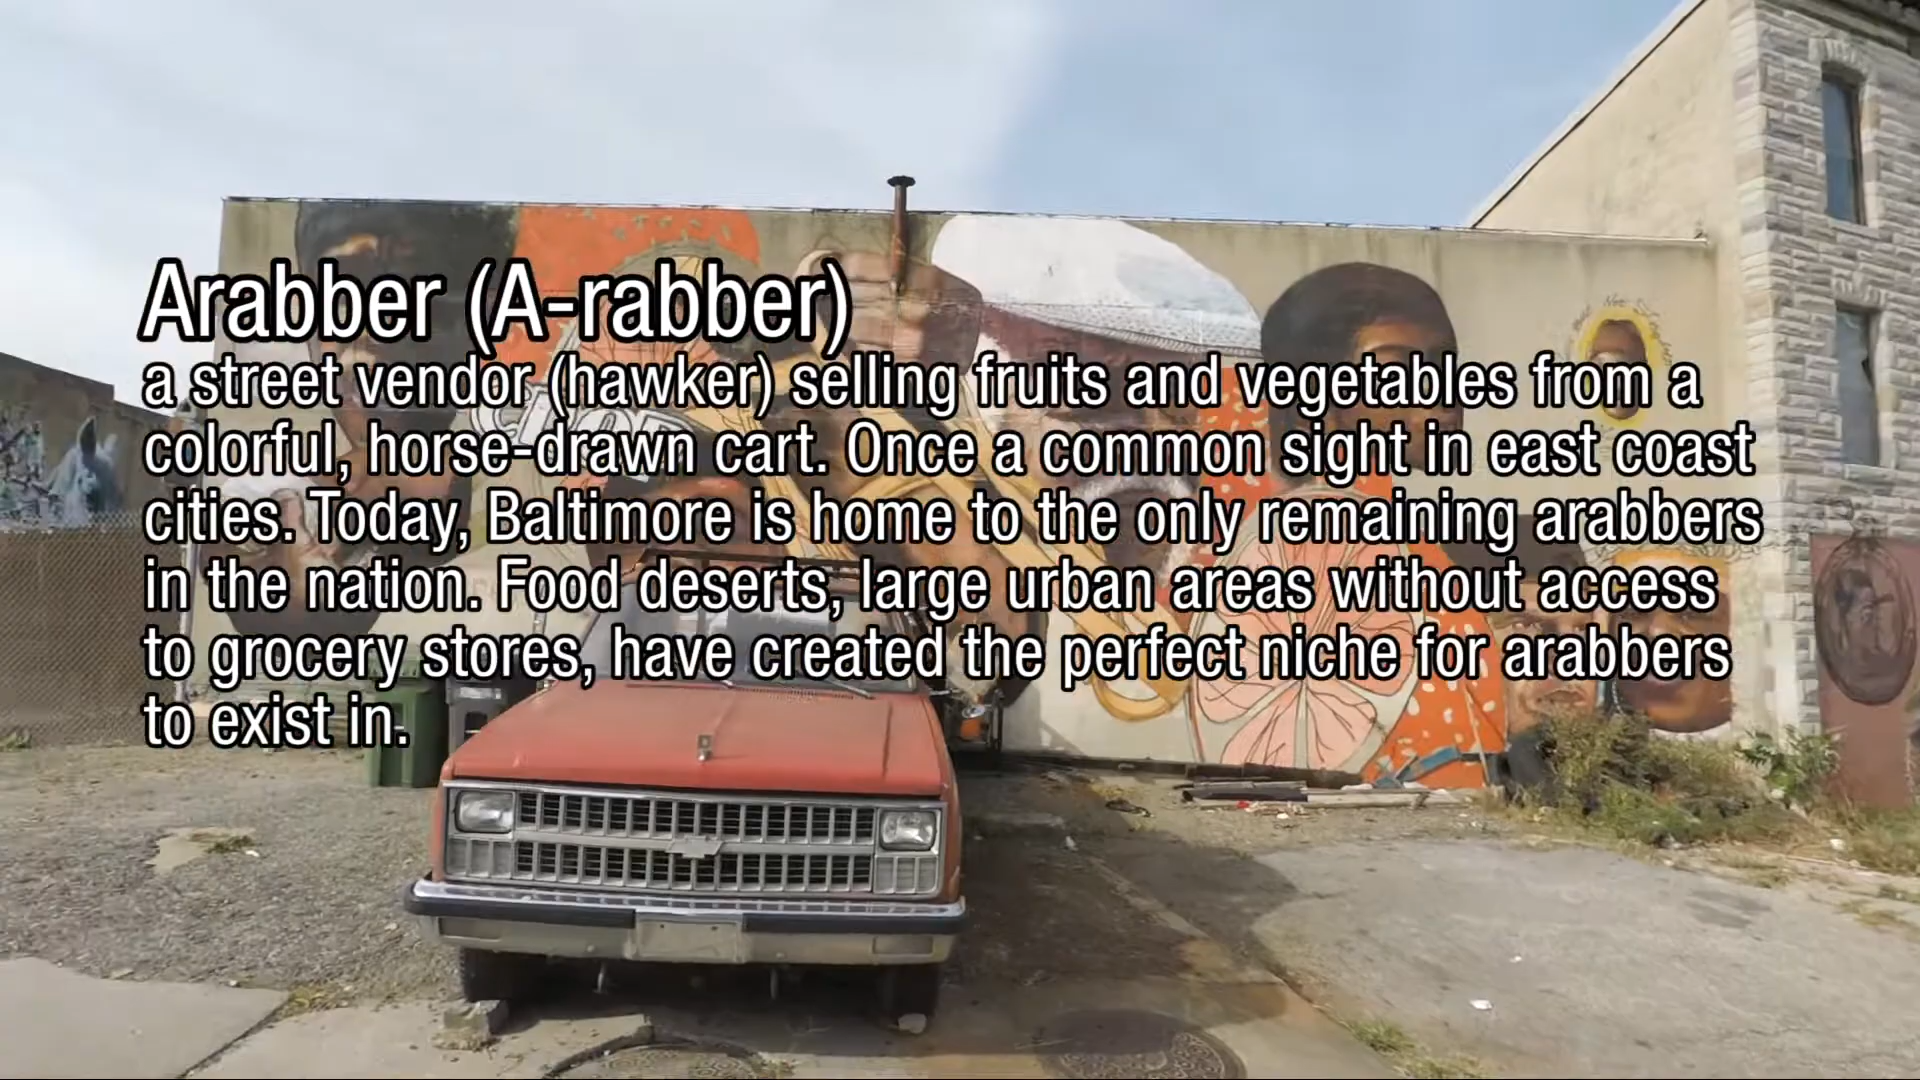 Arabber (A-rabber)
a street vendor (hawker) selling fruits and vegetables from a
colorful, horse-drawn cart. Once a common sight in east coast
cities. Today, Baltimore is home to the only remaining arabbers
in the nation. Food deserts, large urban areas without access
to grocery stores, have created the perfect niche for arabbers
to exist in.